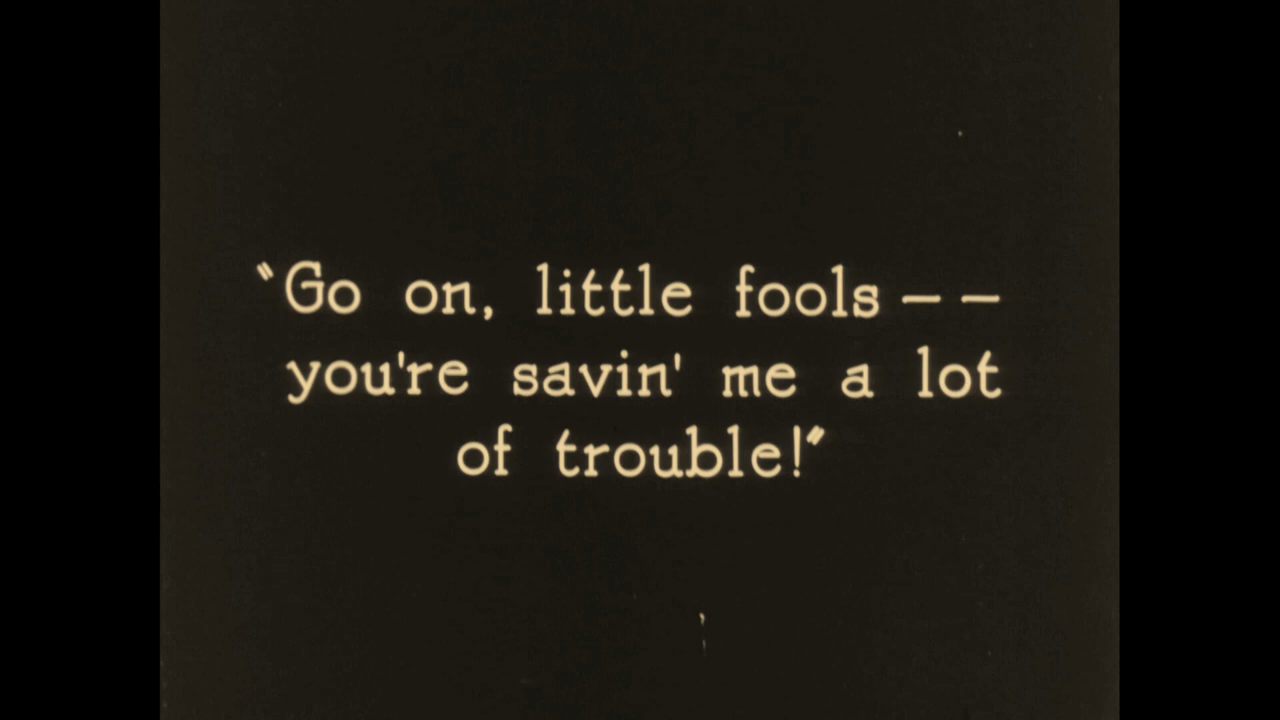 "Go on, little fools — —
you're savin' me a lot
of trouble!"